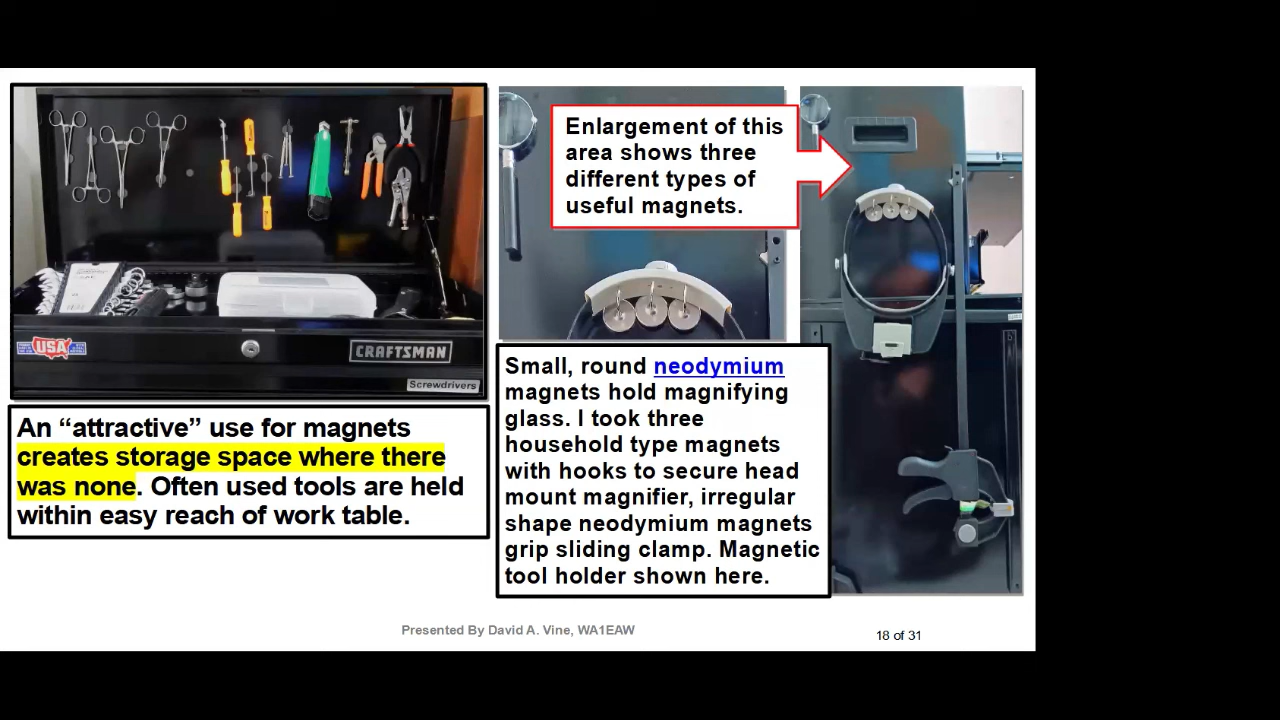 USA
CRAFTSMAN
Screwdrivers
An “attractive” use for magnets
creates storage space where there
was none. Often used tools are held
within easy reach of work table.
Enlargement of this
area shows three
different types of
useful magnets.
Small, round neodymium
magnets hold magnifying
glass. I took three
household type magnets
with hooks to secure head
mount magnifier, irregular
shape neodymium magnets
grip sliding clamp. Magnetic
tool holder shown here.
Presented By David A. Vine, WA1EAW
18 of 31